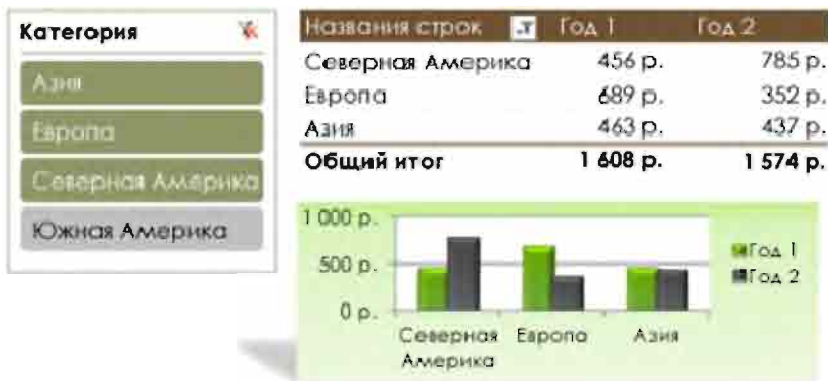 Категория
Азия
Европа
Северная Америка
Южная Америка
Названия строк Год 1 Год 2
Северная Америка 456 р. 785 р.
Европа 689 р. 352 р.
Азия 463 р. 437 р.
Общий итог 1 608 р. 1 574 р.
1 000 р.
500 р.
0 р.
Северная Америка
Европа
Азия
Год 1
Год 2